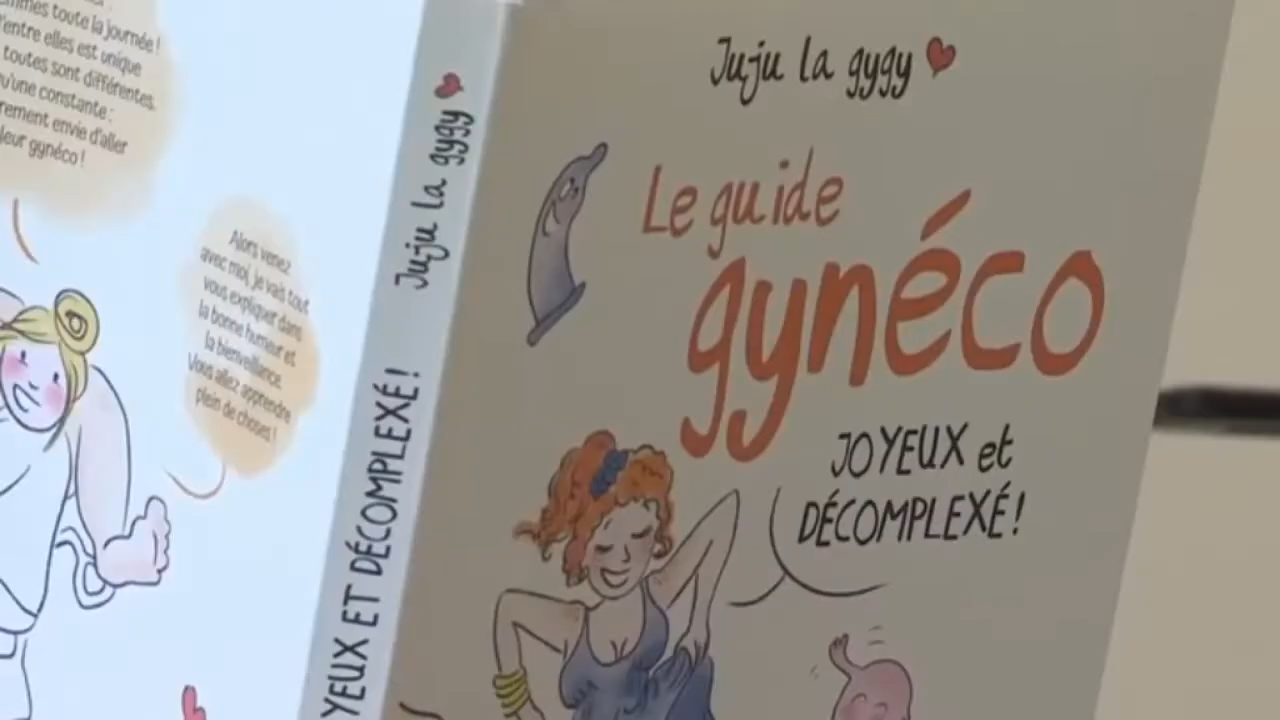 toute la journée !
entre elles est unique
toutes sont différentes.
qu'une constante :
envie d'aller
leur gynéco !
Alors venez
avec moi, je vais tout
vous expliquer dans
la bonne humeur et
la bienveillance.
Vous allez apprendre
plein de choses !
YEUX ET DÉCOMPLEXÉ ! Juju la gygy
Juju la gygy
Le guide
gynéco
JOYEUX et
DÉCOMPLEXÉ !